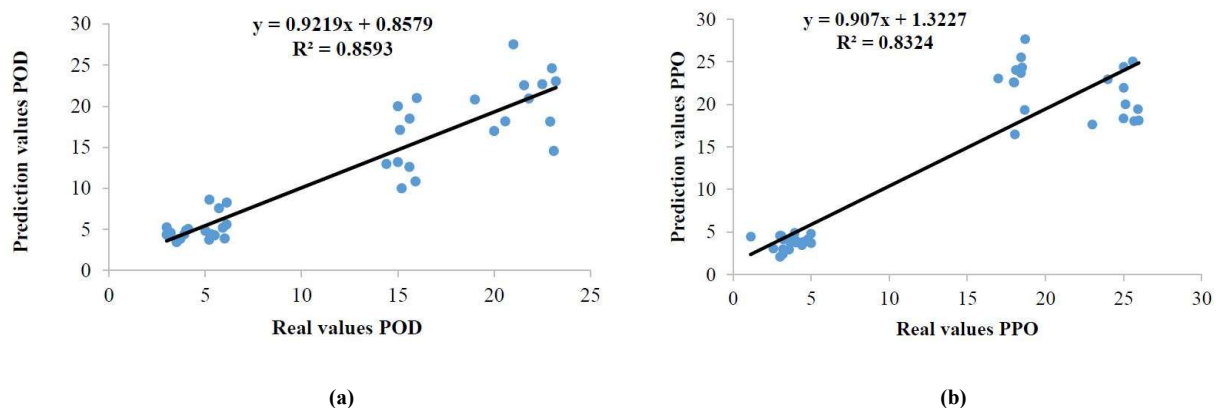 y = 0.9219x + 0.8579
R² = 0.8593
Prediction values POD
30
25
20
15
10
5
0
0 5 10 15 20 25
Real values POD
(a)
y = 0.907x + 1.3227
R² = 0.8324
Prediction values PPO
30
25
20
15
10
5
0
0 5 10 15 20 25 30
Real values PPO
(b)